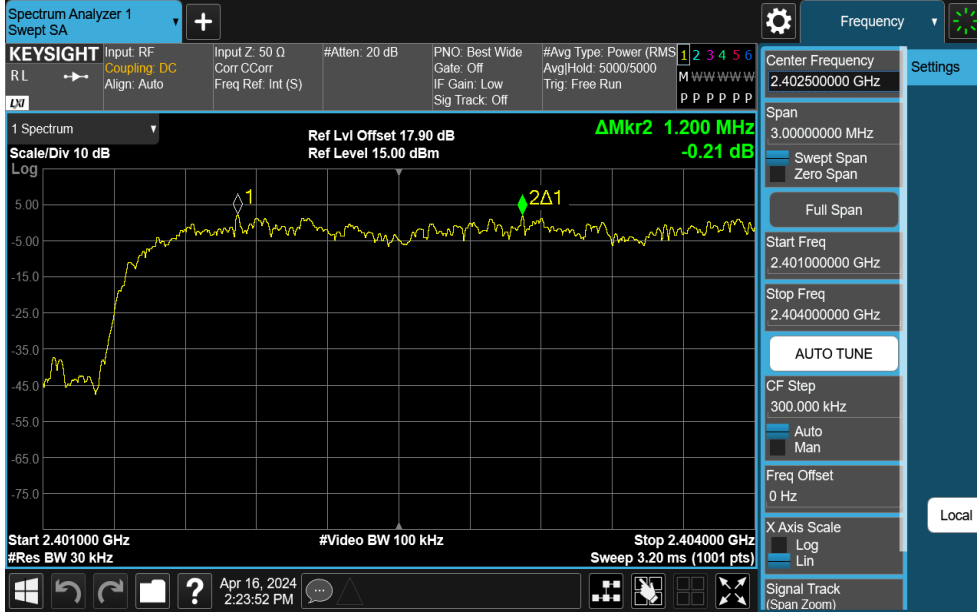 Spectrum Analyzer 1
Swept SA
+
Frequency
KEYSIGHT
R L
LXI
Input: RF
Coupling: DC
Align: Auto
Input Z: 50 Ω
Corr CCorr
Freq Ref: Int (S)
#Atten: 20 dB
PNO: Best Wide
Gate: Off
IF Gain: Low
Sig Track: Off
#Avg Type: Power (RMS
Avg|Hold: 5000/5000
Trig: Free Run
1 2 3 4 5 6
M W W W W W
P P P P P P
Center Frequency
2.402500000 GHz
Settings
Span
3.00000000 MHz
Swept Span
Zero Span
Full Span
Start Freq
2.401000000 GHz
Stop Freq
2.404000000 GHz
AUTO TUNE
CF Step
300.000 kHz
Auto
Man
Freq Offset
0 Hz
X Axis Scale
Log
Lin
Signal Track
(Span Zoom)
Local
1 Spectrum
Scale/Div 10 dB
Log
Ref Lvl Offset 17.90 dB
Ref Level 15.00 dBm
ΔMkr2 1.200 MHz
-0.21 dB
1
2Δ1
5.00
-5.00
-15.0
-25.0
-35.0
-45.0
-55.0
-65.0
-75.0
Start 2.401000 GHz
#Res BW 30 kHz
#Video BW 100 kHz
Stop 2.404000 GHz
Sweep 3.20 ms (1001 pts)
?
Apr 16, 2024
2:23:52 PM